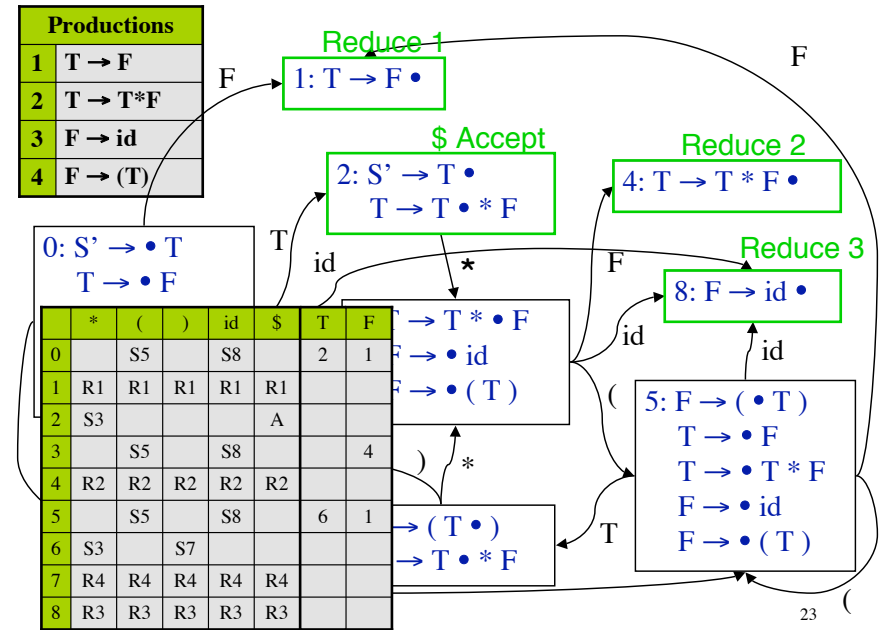 Productions
1 T → F
2 T → T*F
3 F → id
4 F → (T)
Reduce 1
1: T → F •
F
F
$ Accept
2: S’ → T •
T → T • * F
Reduce 2
4: T → T * F •
0: S’ → • T
T → • F
T
id
*
F
Reduce 3
8: F → id •
→ T * • F
→ • id
→ • ( T )
id
id
(
5: F → ( • T )
T → • F
T → • T * F
F → • id
F → • ( T )
)
*
→ ( T • )
→ T • * F
T
(
* ( ) id $ T F
0 S5 S8 2 1
1 R1 R1 R1 R1 R1
2 S3 A
3 S5 S8 4
4 R2 R2 R2 R2 R2
5 S5 S8 6 1
6 S3 S7
7 R4 R4 R4 R4 R4
8 R3 R3 R3 R3 R3
23